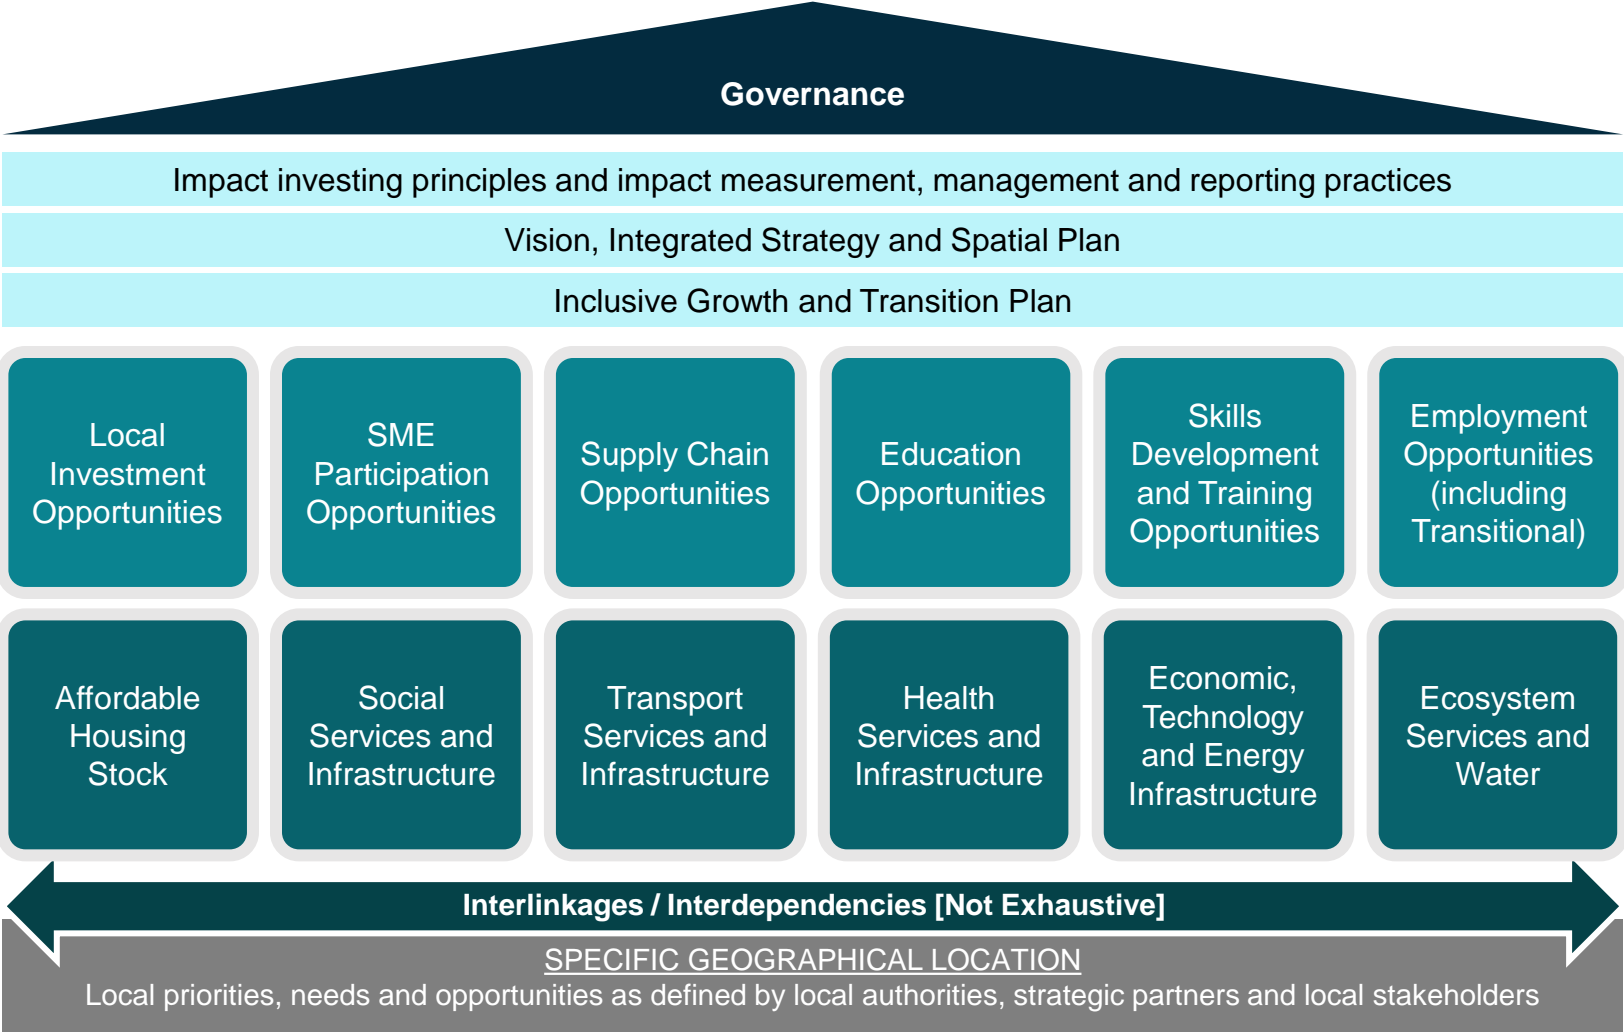 Governance
Impact investing principles and impact measurement, management and reporting practices
Vision, Integrated Strategy and Spatial Plan
Inclusive Growth and Transition Plan
Local
Investment
Opportunities
SME
Participation
Opportunities
Supply Chain
Opportunities
Education
Opportunities
Skills
Development
and Training
Opportunities
Employment
Opportunities
(including
Transitional)
Affordable
Housing
Stock
Social
Services and
Infrastructure
Transport
Services and
Infrastructure
Health
Services and
Infrastructure
Economic,
Technology
and Energy
Infrastructure
Ecosystem
Services and
Water
Interlinkages / Interdependencies [Not Exhaustive]
SPECIFIC GEOGRAPHICAL LOCATION
Local priorities, needs and opportunities as defined by local authorities, strategic partners and local stakeholders